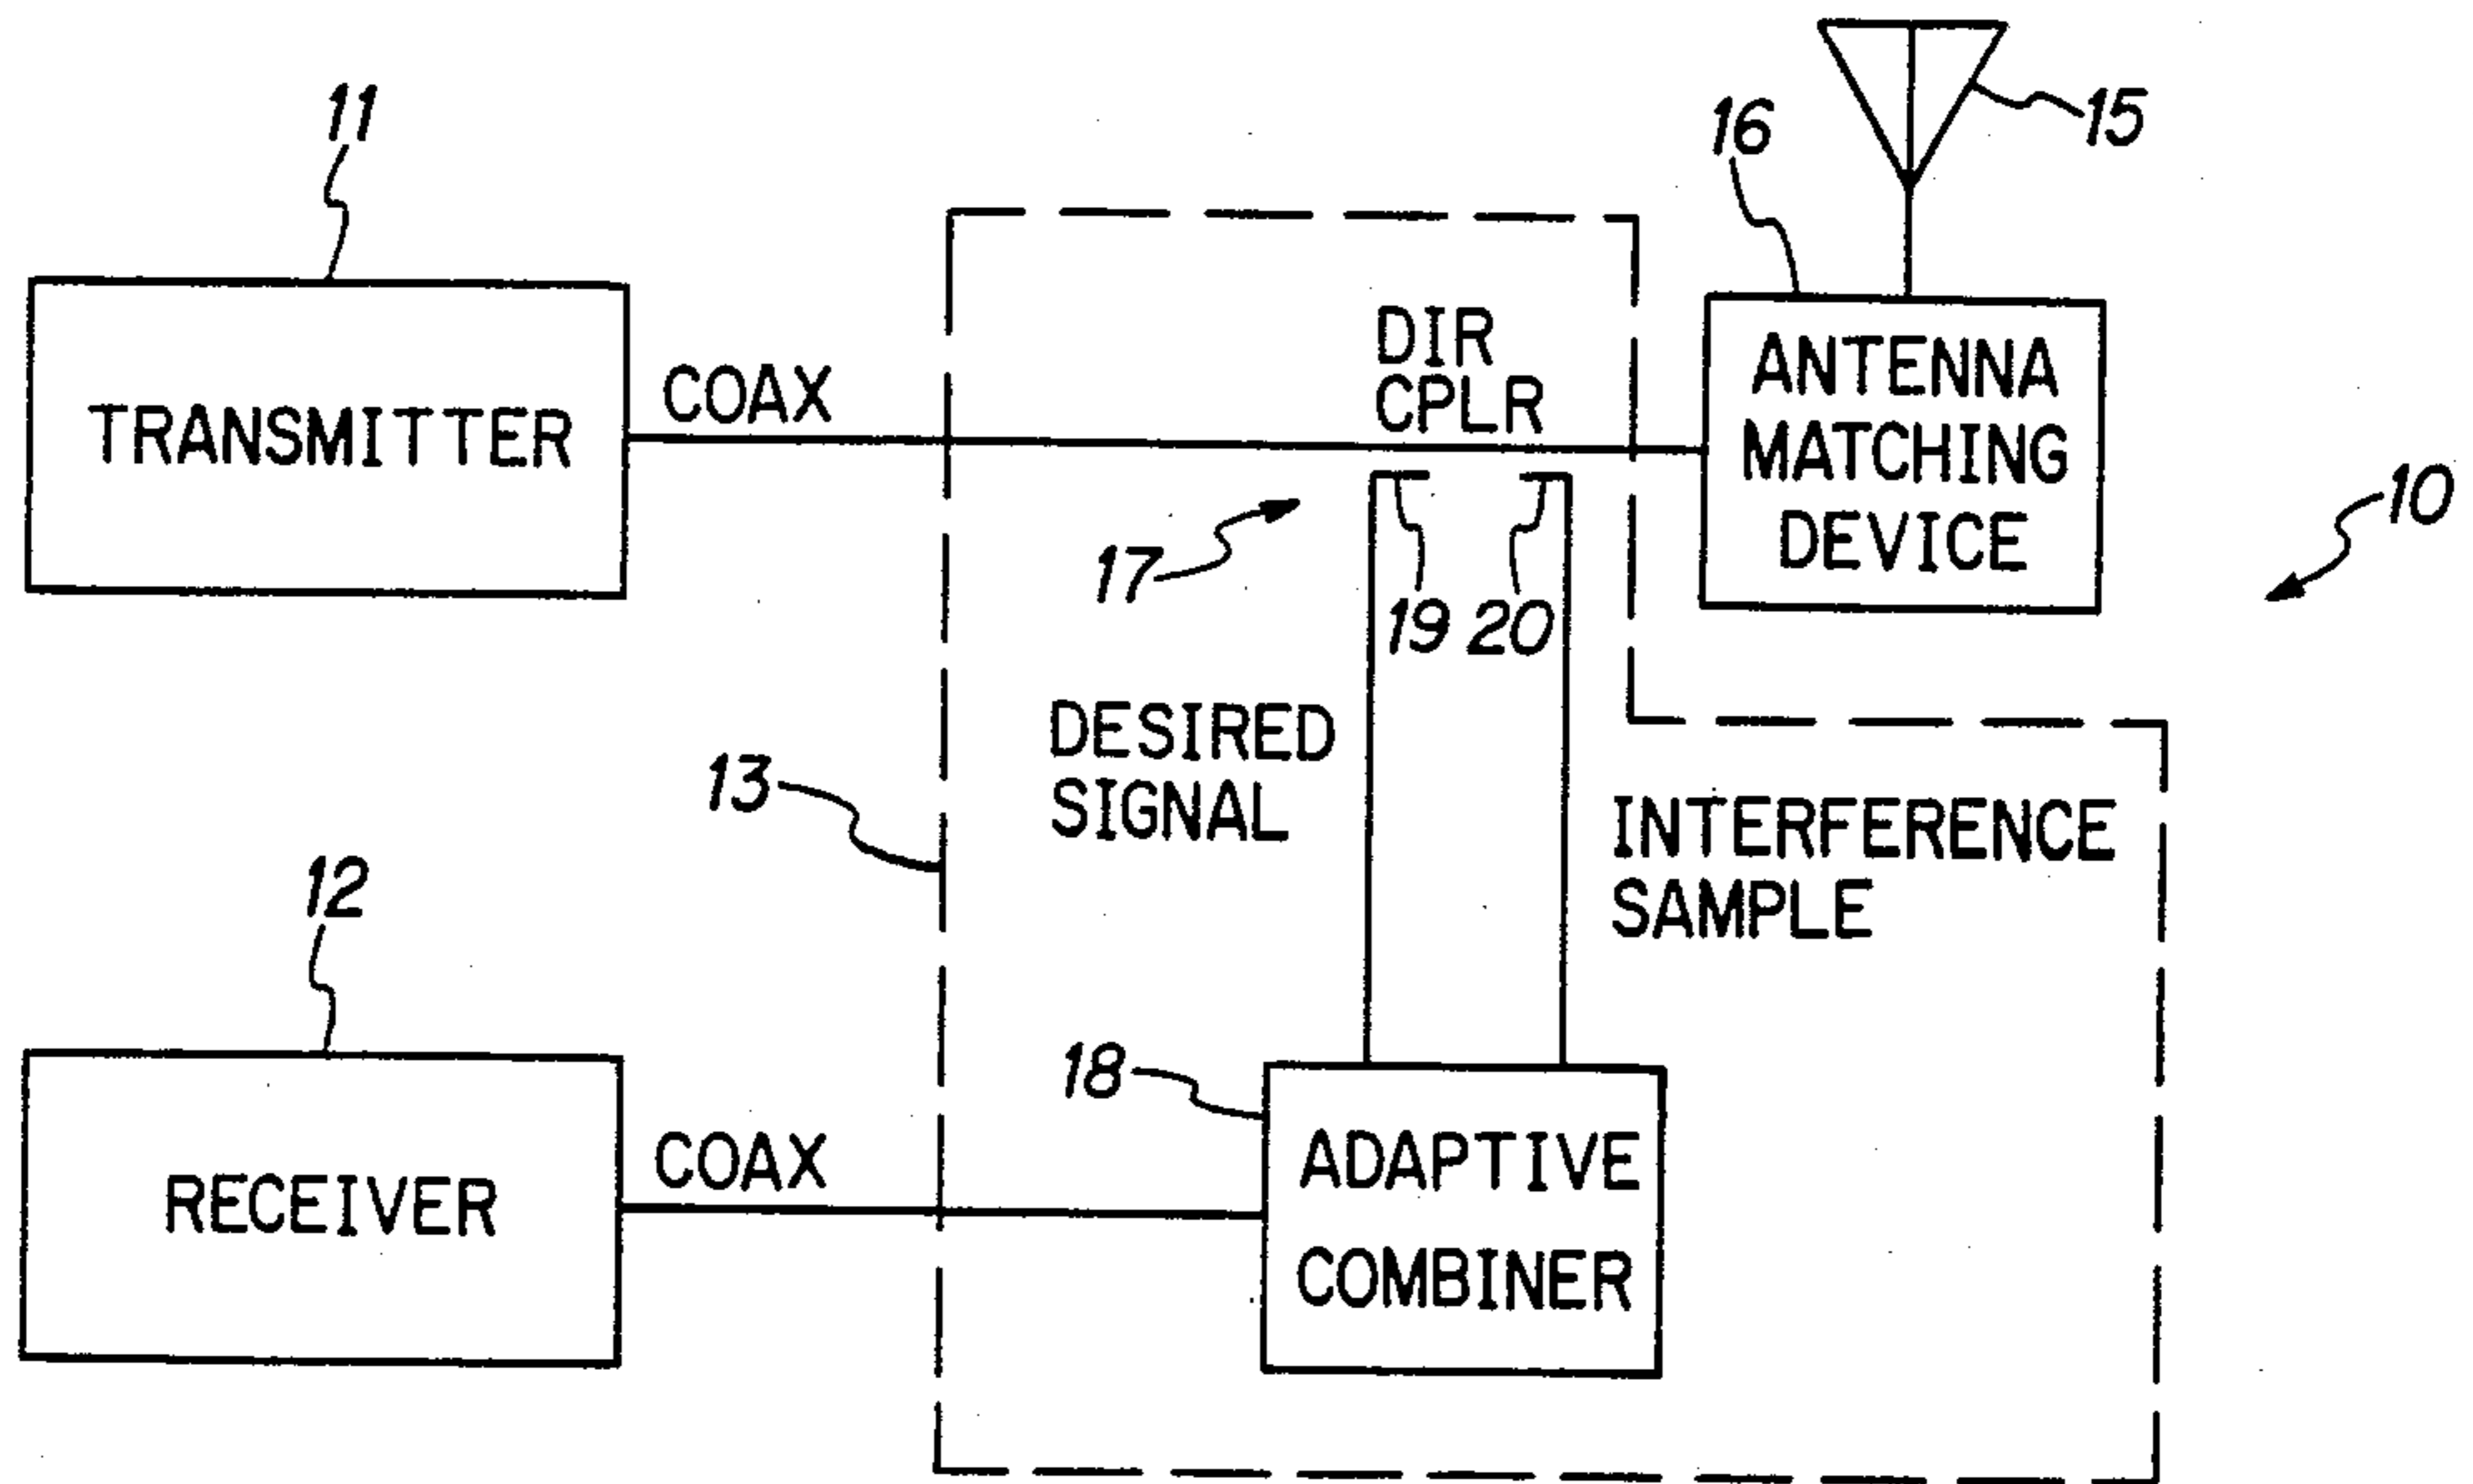 11
16
15
TRANSMITTER
COAX
DIR
CPLR
ANTENNA
MATCHING
DEVICE
10
17
19
20
13
DESIRED
SIGNAL
INTERFERENCE
SAMPLE
12
RECEIVER
COAX
18
ADAPTIVE
COMBINER